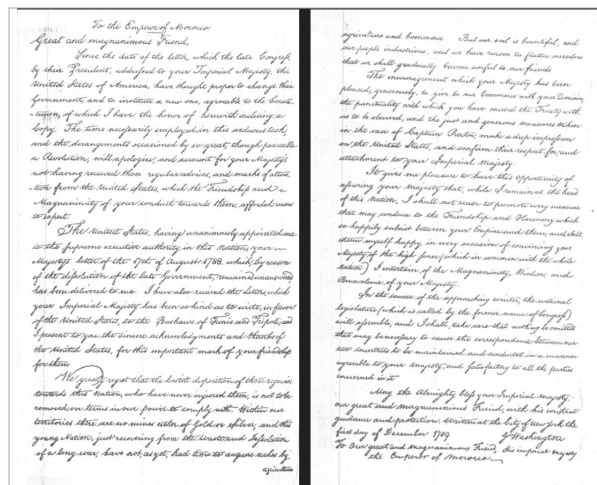 To the Emperor of Morocco
Great and magnanimous Friend,
Since the date of the letter, which the late Congress,
by their President, addressed to your Imperial Majesty, the
United States of America, have thought proper to change their
Government, and to institute a new one, agreeable to the Consti-
tution, of which I have the honor of herewith inclosing a
Copy. The time necessarily employed in this arduous task,
and the derangements occasioned by so great, though peaceable
a Revolution, will apologize, and account for your Majesty's
not having received those regular advices, and marks of atten
tion from the United States, which the Friendship and
Magnanimity of your conduct towards them, afforded reason
to expect.
The United States, having unanimously appointed me
to the supreme executive authority in this Nation, your
Majesty's letter of the 17th of August 1788, which, by reason
of the dissolution of the late Government, remained unanswered
has been delivered to me. I have also received the letters, which
your Imperial Majesty has been so kind as to write, in favor
of the United States, to the Bashaws of Tunis and Tripoli, and
I present to you the sincere acknowledgments and thanks of
the United States, for this important mark of your friendship
for them.
We greatly regret that the hostile disposition of those regencies
towards this Nation, who have never injured them, is not to be
removed, on terms in our power to comply with. Within our
territories there are no mines either of Gold or Silver, and this
young Nation, just recovering from the Waste and Desolation
of a long war, have not, as yet, had time to acquire riches by
agriculture
agriculture and commerce. But our soil is bountiful, and
our people industrious, and we have reason to flatter ourselves
that we shall gradually become useful to our friends.
The encouragement which your Majesty has been
pleased, generously, to give to our Commerce with your Dominions
the punctuality with which you have caused the Treaty with
us to be observed, and the just and generous measures taken
in the case of Captain Proctor, make a deep impression
on the United States, and confirm their respect for, and
attachment to your Imperial Majesty.
It gives me pleasure to have this opportunity of
assuring your Majesty that, while I remain at the head
of this Nation, I shall not cease to promote every measure
that may conduce to the Friendship and Harmony which
so happily subsist between your Empire and them, and shall
esteem myself happy in every occasion of convincing your
Majesty of the high sense (which in common with the whole
nation) I entertain of the Magnanimity, Wisdom and
Benevolence of your Majesty.
In the course of the approaching winter, the national
legislature (which is called by the former name of Congress)
will assemble, and I shall take care that nothing be omitted
that may be necessary to cause the correspondence between our
two countries to be maintained and conducted in a manner
agreeable to your Majesty, and satisfactory to all the parties
concerned in it
May the Almighty bless your Imperial Majesty,
our great and magnanimous Friend, with his constant
guidance and protection. Written at the City of New York the
first day of December 1789.
G Washington
To Our great and magnanimous Friend, His imperial majesty
the Emperor of Morocco.